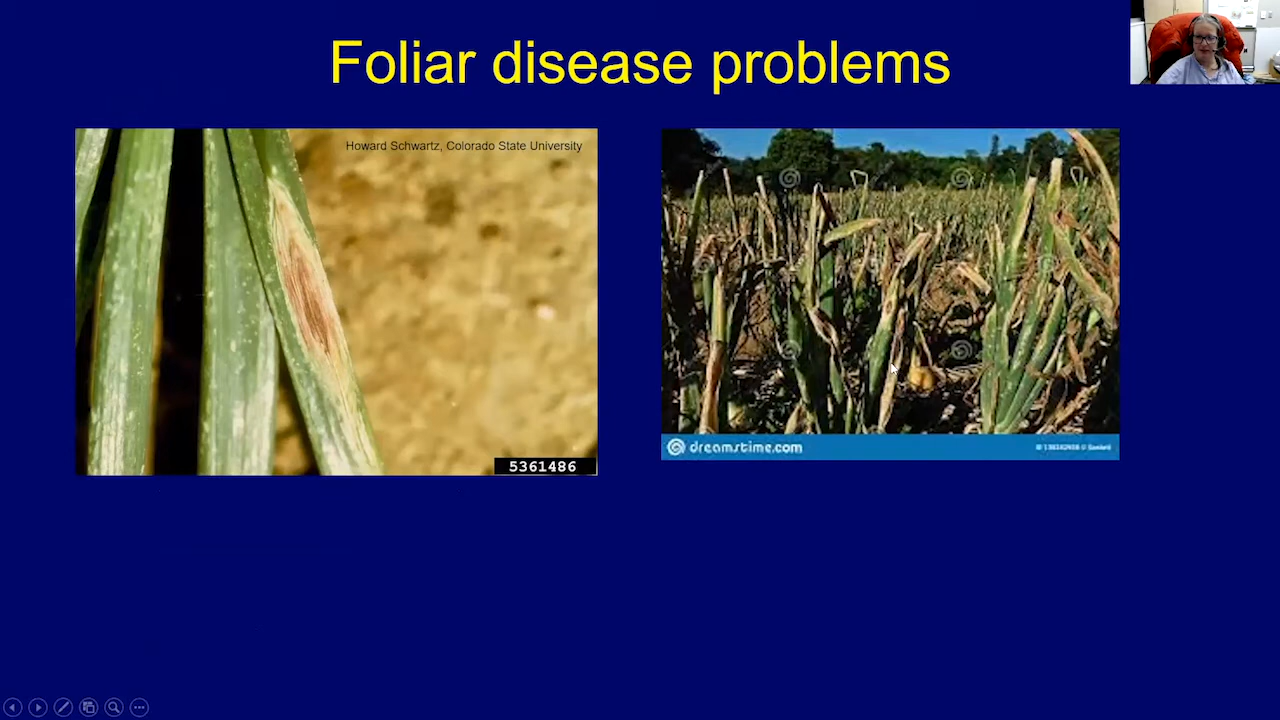 Foliar disease problems
Howard Schwartz, Colorado State University
5361486
dreamstime.com